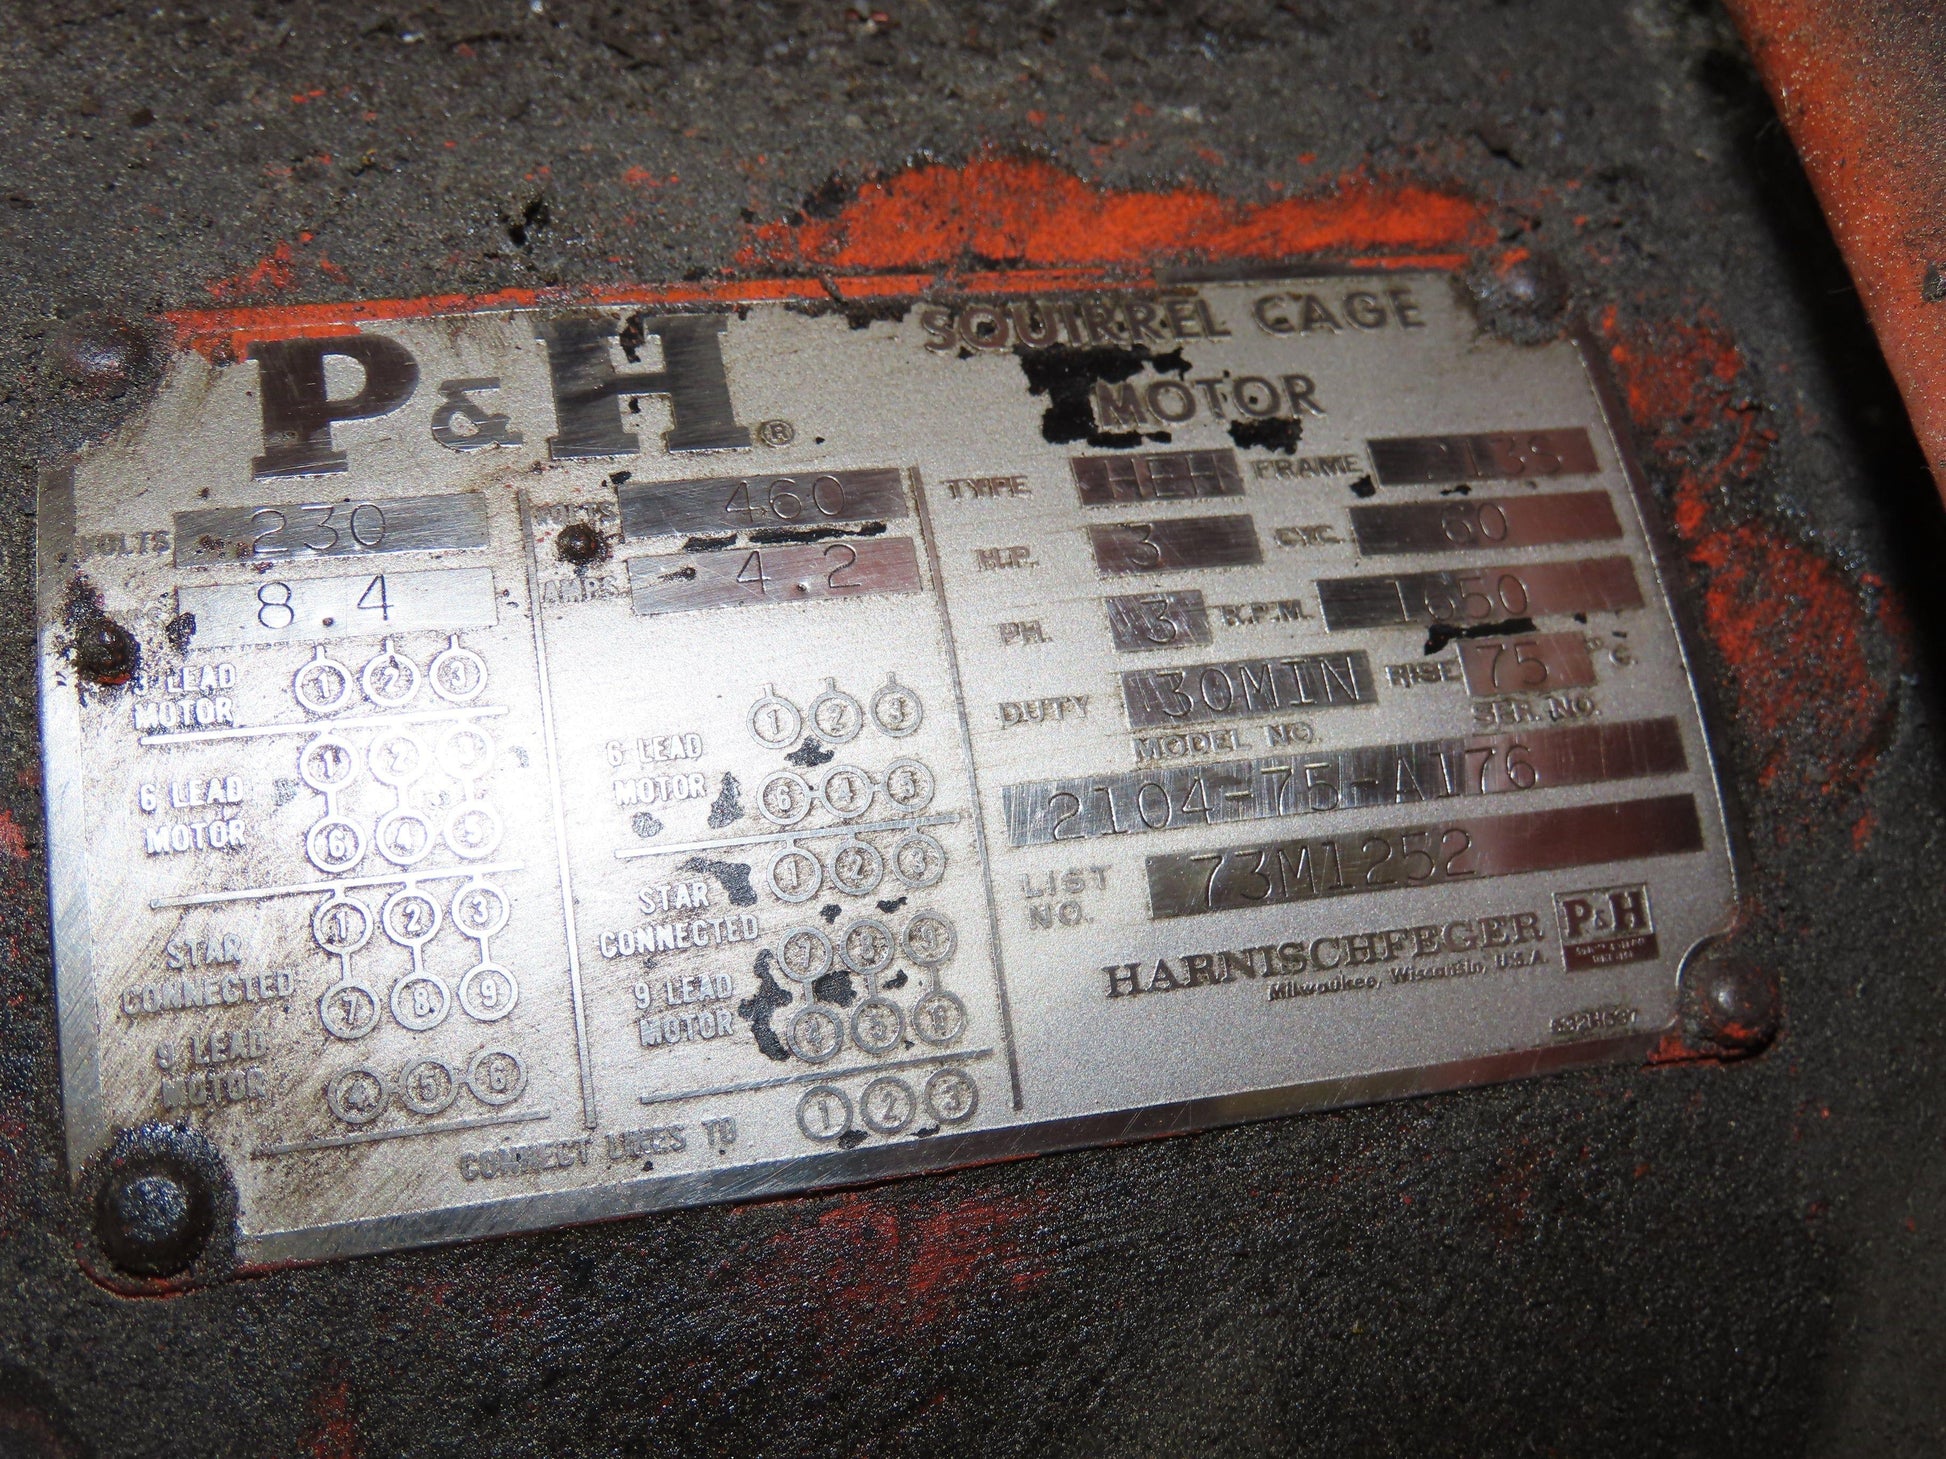 P&H®
SQUIRREL CAGE
MOTOR
VOLTS 230
8.4
VOLTS 460
AMPS 4.2
3 LEAD
MOTOR
1 2 3
6 LEAD
MOTOR
1 2 3
6 4 5
STAR
CONNECTED
9 LEAD
MOTOR
1 2 3
7 8 9
4 5 6
6 LEAD
MOTOR
1 2 3
6 4 5
STAR
CONNECTED
9 LEAD
MOTOR
1 2 3
7 8 9
4 5
CONNECT LINES TO 1 2 3
TYPE HEH FRAME 213S
H.P. 3 CYC. 60
PH. 3 R.P.M. 1650
DUTY 30MIN RISE 75 °C.
MODEL NO. SER. NO.
2104-75-A176
LIST
NO. 73M1252
HARNISCHFEGER
Milwaukee, Wisconsin, U.S.A.
P&H